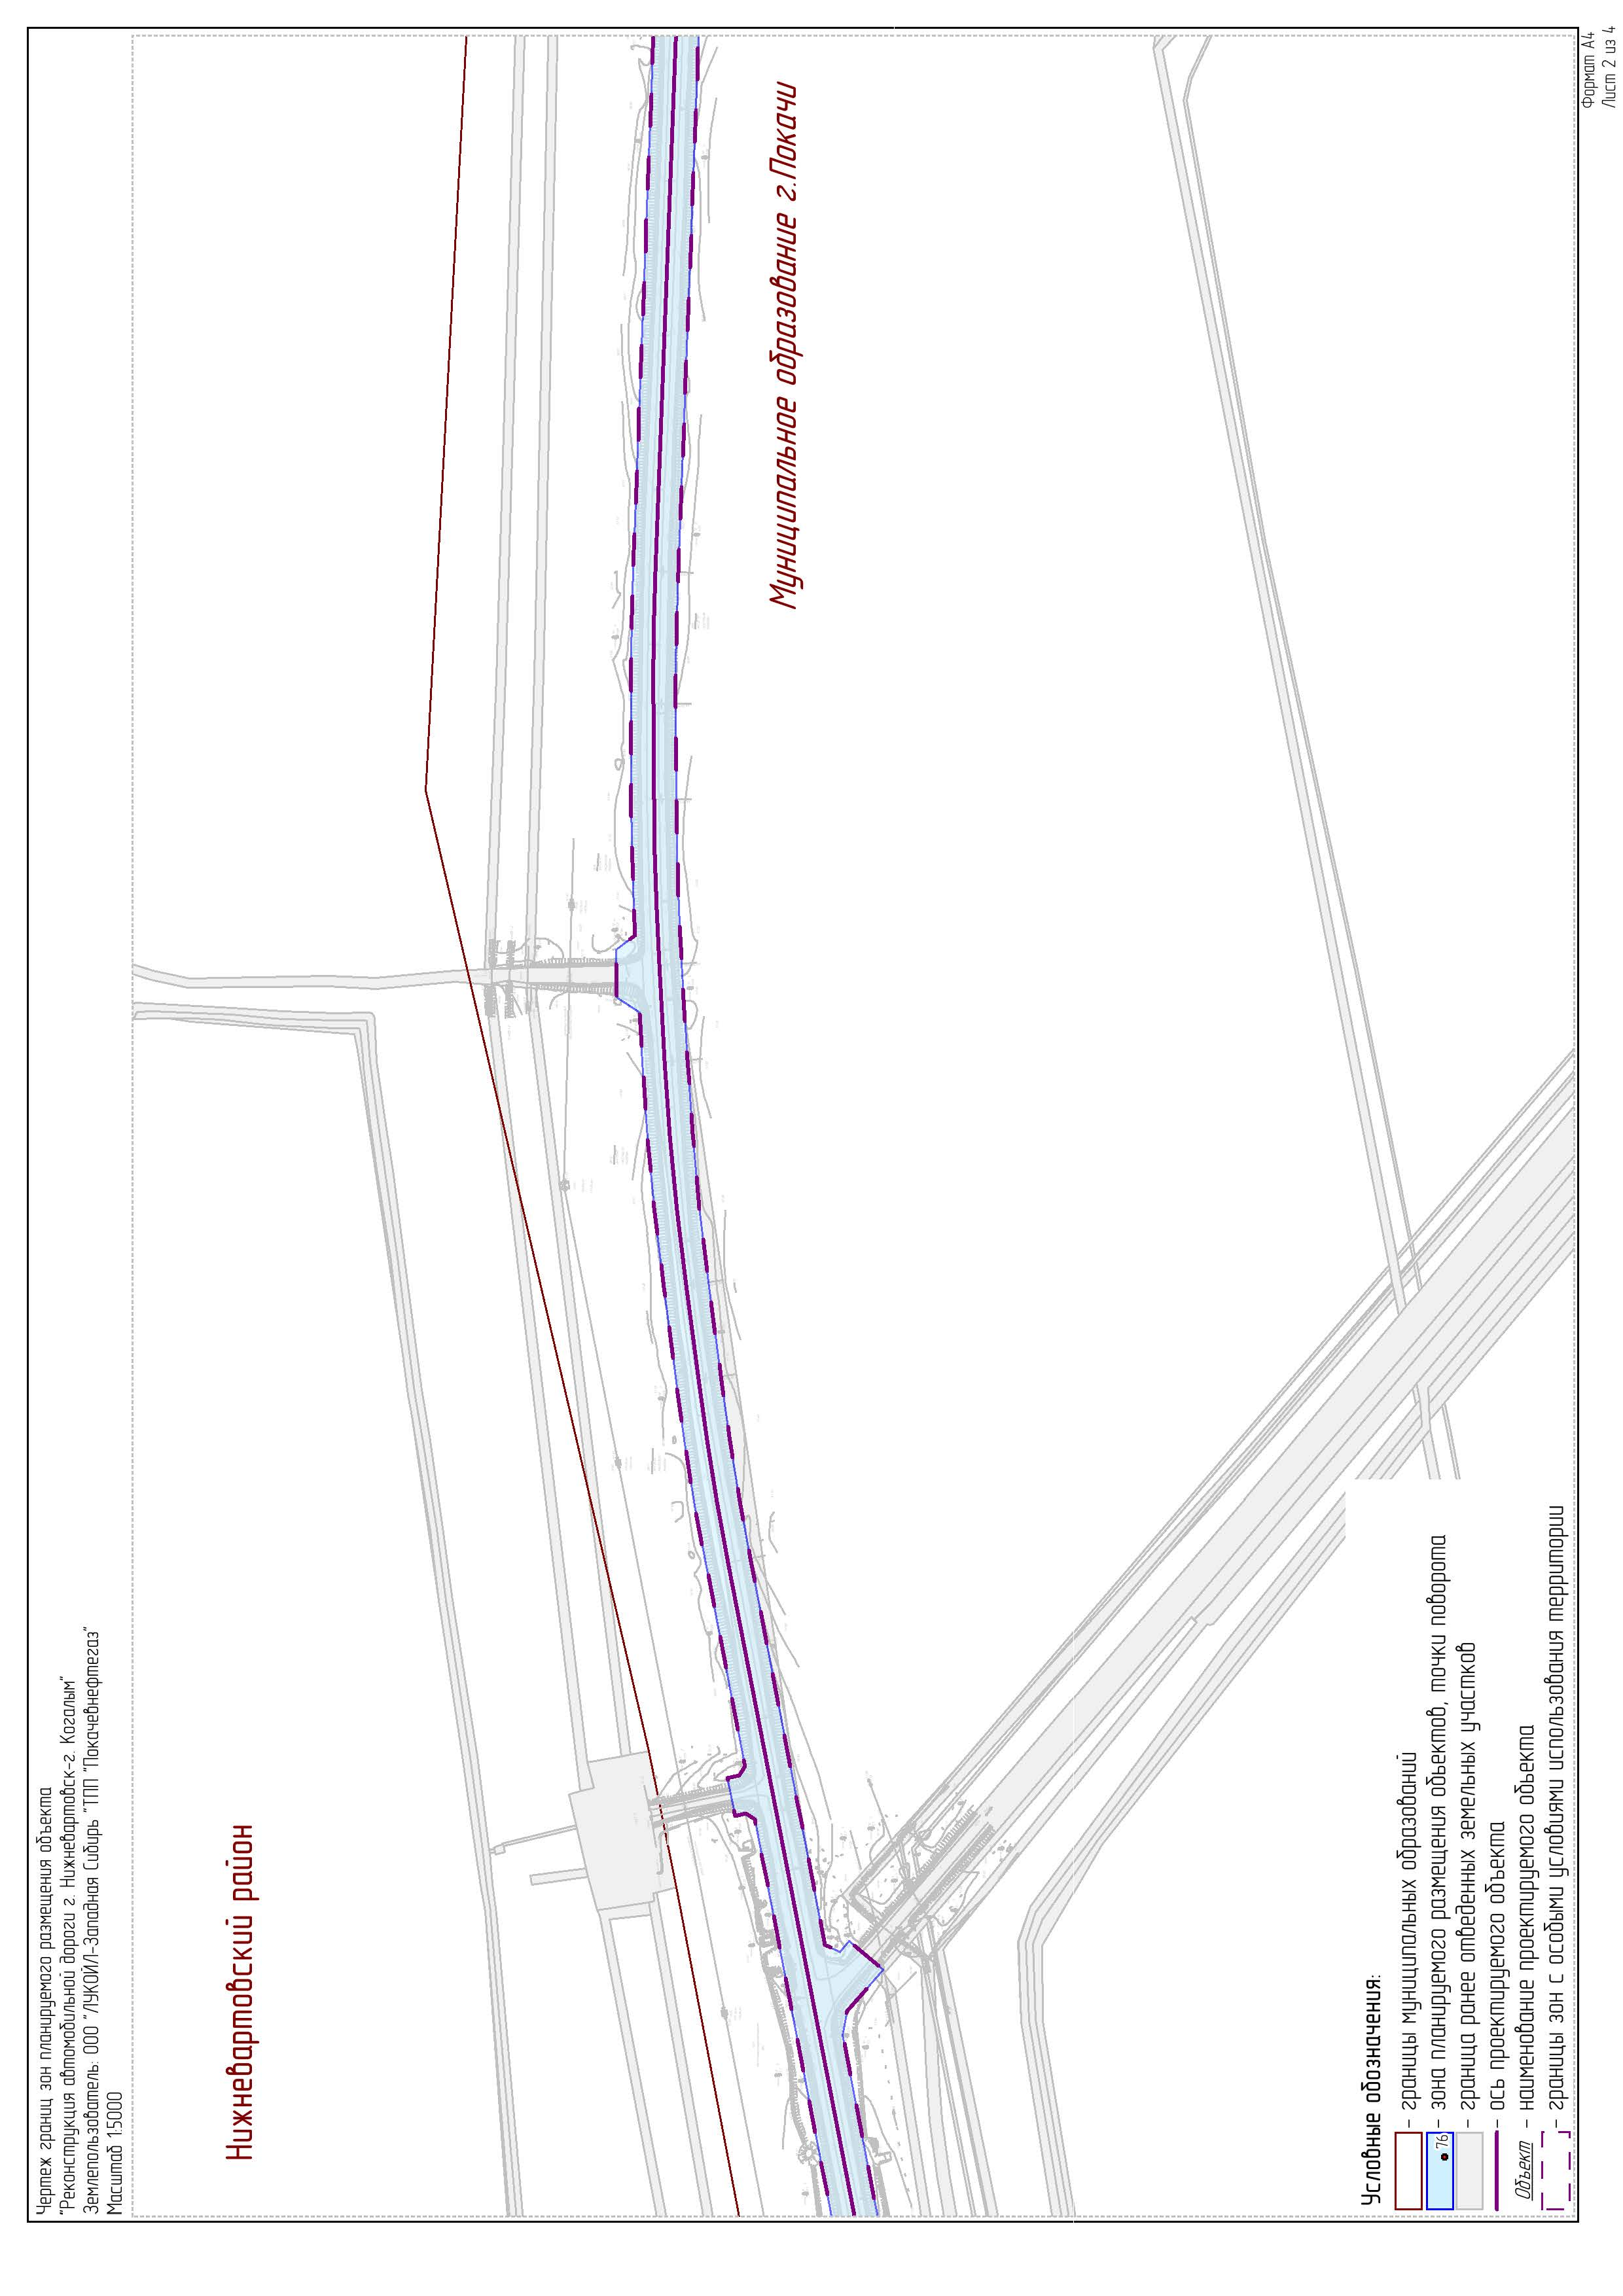 Чертеж границ зон планируемого размещения объекта
"Реконструкция автомобильной дороги г. Нижневартовск-г. Когалым"
Землепользователь: ООО "ЛУКОЙЛ-Западная Сибирь "ТПП "Покачевнефтегаз"
Масштаб 1:5000
Нижневартовский район
Муниципальное образование г.Покачи
Условные обозначения:
- границы муниципальных образований
76 - зона планируемого размещения объектов, точки поворота
- граница ранее отведенных земельных участков
- ось проектируемого объекта
Объект - наименование проектируемого объекта
- границы зон с особыми условиями использования территории
Формат А4
Лист 2 из 4